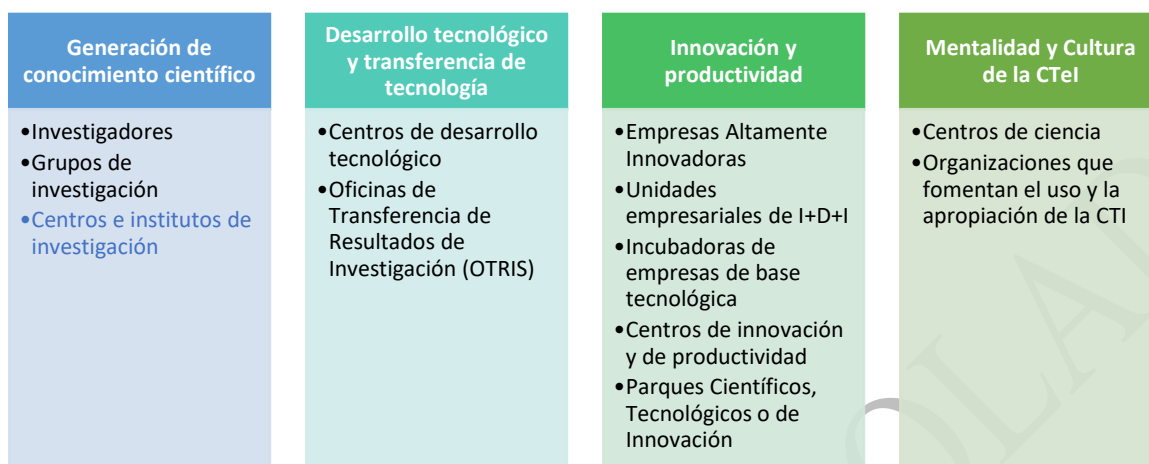 Generación de
conocimiento científico
•Investigadores
•Grupos de
investigación
•Centros e institutos de
investigación
Desarrollo tecnológico
y transferencia de
tecnología
•Centros de desarrollo
tecnológico
•Oficinas de
Transferencia de
Resultados de
Investigación (OTRIS)
Innovación y
productividad
•Empresas Altamente
Innovadoras
•Unidades
empresariales de I+D+I
•Incubadoras de
empresas de base
tecnológica
•Centros de innovación
y de productividad
•Parques Científicos,
Tecnológicos o de
Innovación
Mentalidad y Cultura
de la CTeI
•Centros de ciencia
•Organizaciones que
fomentan el uso y la
apropiación de la CTI